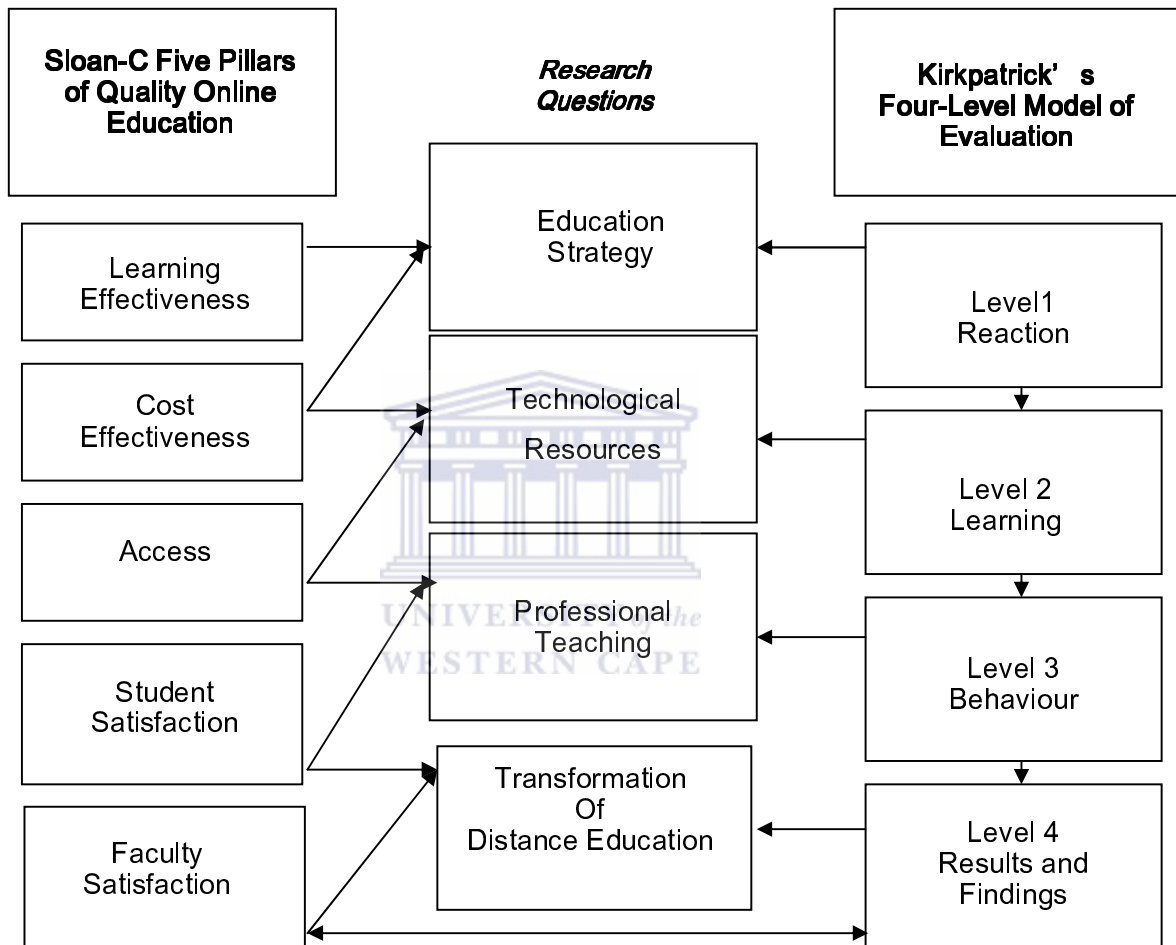 Sloan-C Five Pillars
of Quality Online
Education
Research
Questions
Kirkpatrick' s
Four-Level Model of
Evaluation
Learning
Effectiveness
Cost
Effectiveness
Access
Student
Satisfaction
Faculty
Satisfaction
Education
Strategy
Technological
Resources
Professional
Teaching
Transformation
Of
Distance Education
Level1
Reaction
Level 2
Learning
Level 3
Behaviour
Level 4
Results and
Findings
UNIVERSITY of the
WESTERN CAPE